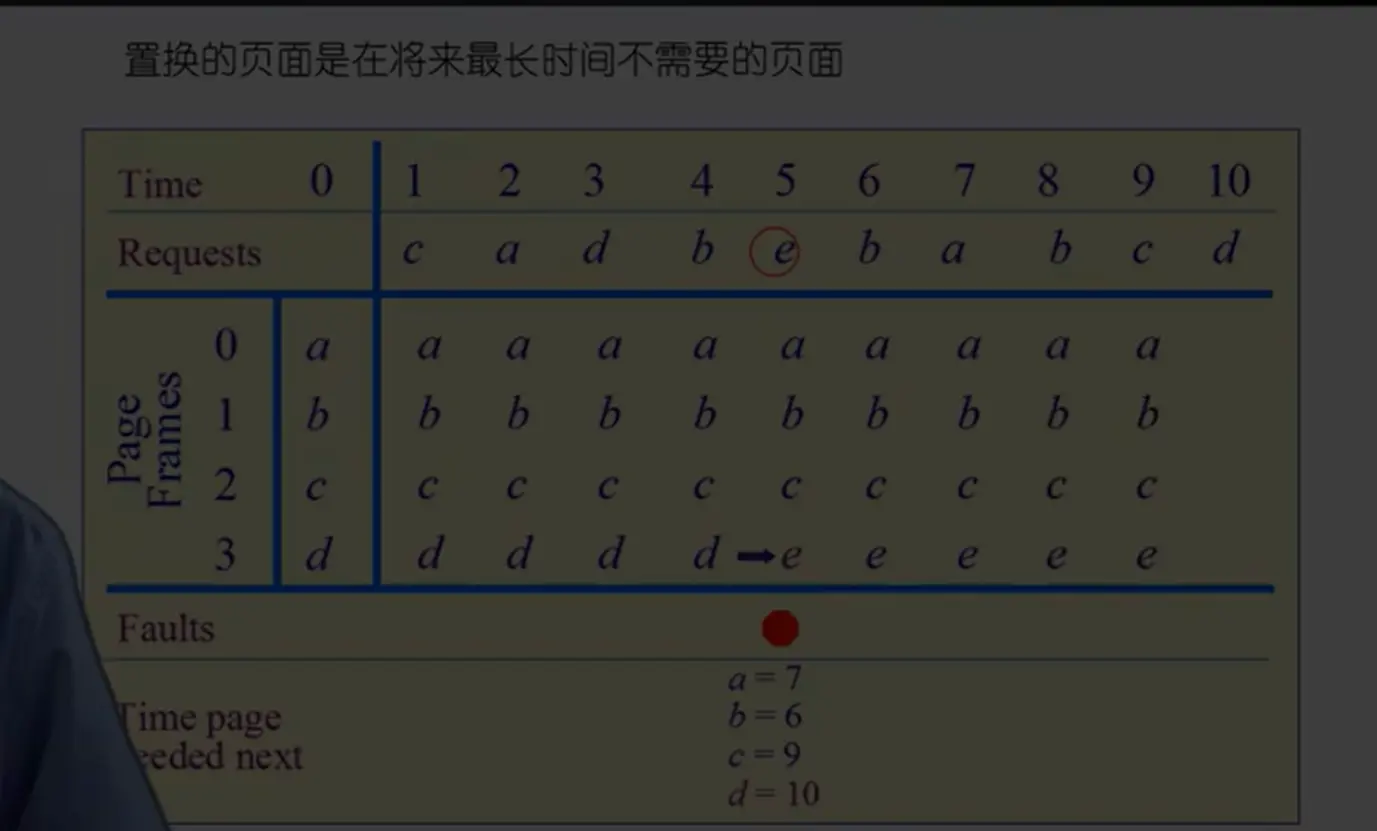 置换的页面是在将来最长时间不需要的页面
Time 0 1 2 3 4 5 6 7 8 9 10
Requests c a d b e b a b c d
Page Frames
0 a a a a a a a a a a
1 b b b b b b b b b b
2 c c c c c c c c c c
3 d d d d d e e e e e
Faults
a = 7
b = 6
Time page
c = 9
eeded next
d = 10